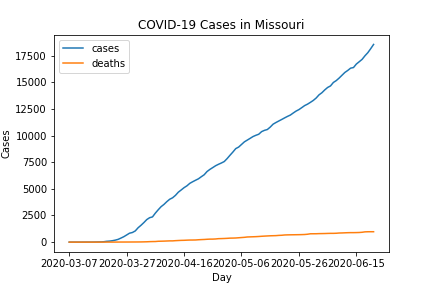 COVID-19 Cases in Missouri
cases
deaths
17500
15000
12500
10000
7500
5000
2500
0
Cases
2020-03-07 2020-03-27 2020-04-16 2020-05-06 2020-05-26 2020-06-15
Day